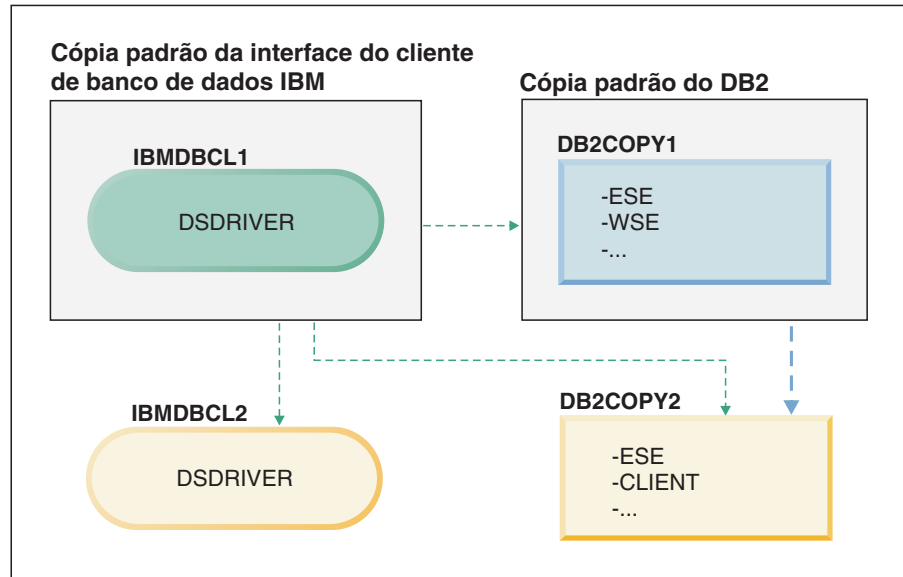 Cópia padrão da interface do cliente
de banco de dados IBM
IBMDBCL1
DSDRIVER
Cópia padrão do DB2
DB2COPY1
-ESE
-WSE
-...
IBMDBCL2
DSDRIVER
DB2COPY2
-ESE
-CLIENT
-...